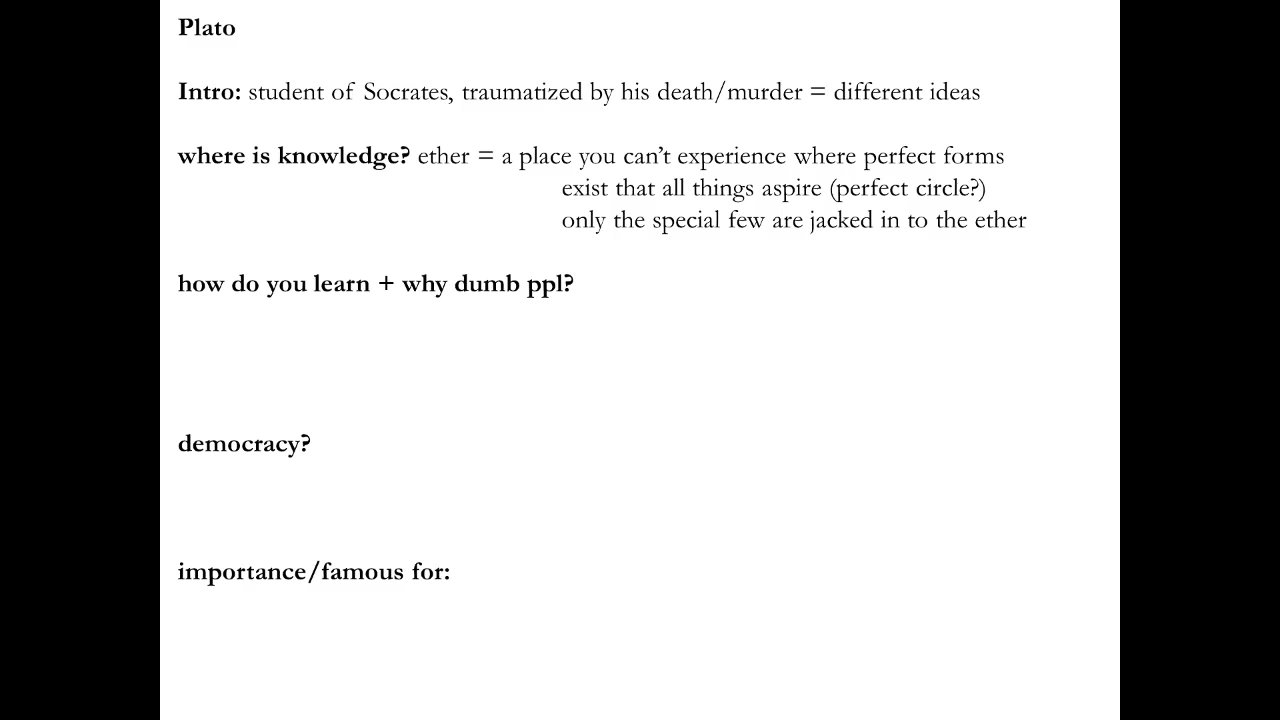 Plato
Intro: student of Socrates, traumatized by his death/murder = different ideas
where is knowledge? ether = a place you can't experience where perfect forms
exist that all things aspire (perfect circle?)
only the special few are jacked in to the ether
how do you learn + why dumb ppl?
democracy?
importance/famous for: